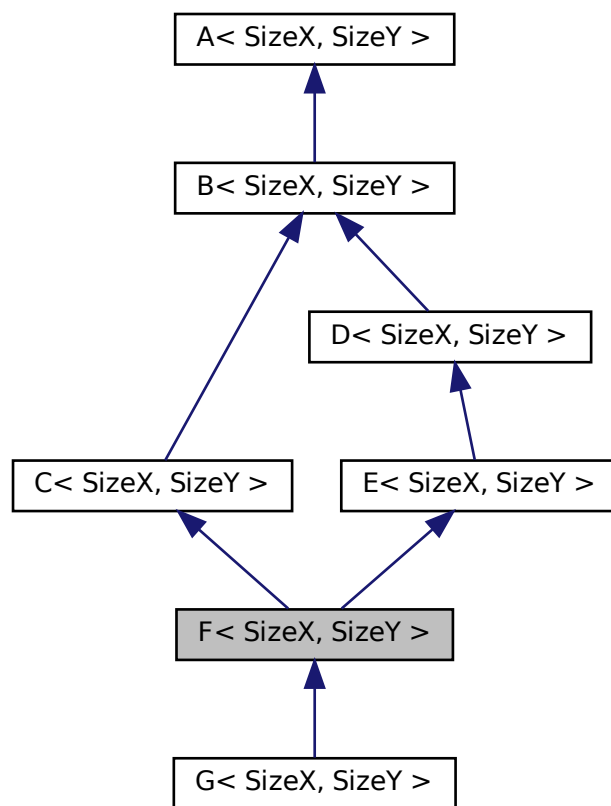 A< SizeX, SizeY >
B< SizeX, SizeY >
D< SizeX, SizeY >
C< SizeX, SizeY >
E< SizeX, SizeY >
F< SizeX, SizeY >
G< SizeX, SizeY >